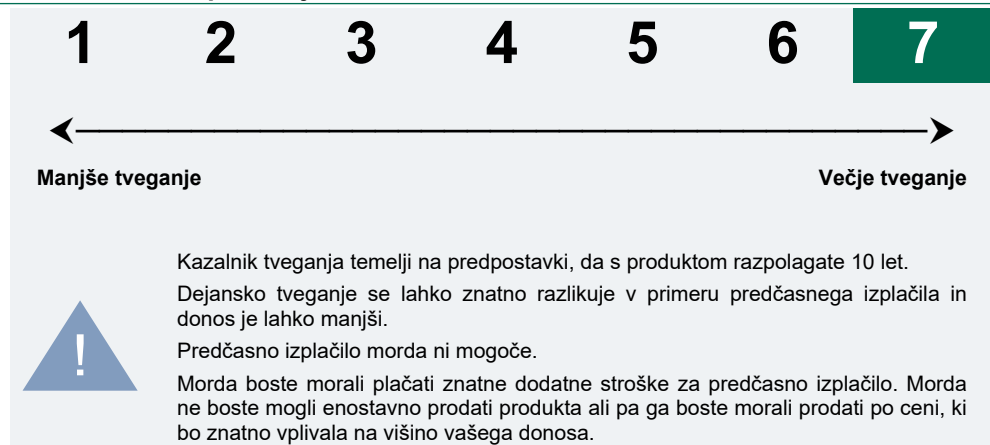 1 2 3 4 5 6 7
Manjše tveganje Večje tveganje
Kazalnik tveganja temelji na predpostavki, da s produktom razpolagate 10 let.
Dejansko tveganje se lahko znatno razlikuje v primeru predčasnega izplačila in
donos je lahko manjši.
!
Predčasno izplačilo morda ni mogoče.
Morda boste morali plačati znatne dodatne stroške za predčasno izplačilo. Morda
ne boste mogli enostavno prodati produkta ali pa ga boste morali prodati po ceni, ki
bo znatno vplivala na višino vašega donosa.